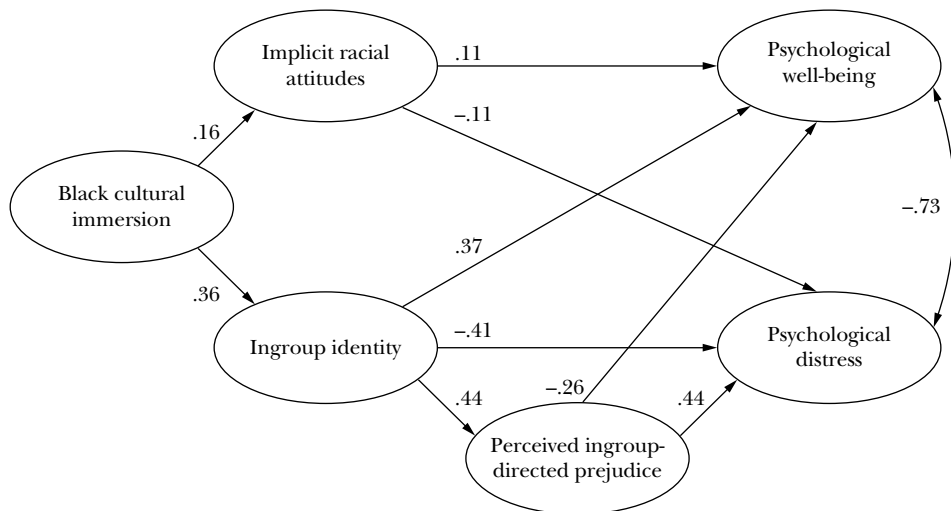 Implicit racial
attitudes
Psychological
well-being
.11
–.11
.16
Black cultural
immersion
–.73
.37
.36
Ingroup identity
–.41
Psychological
distress
.44
–.26
.44
Perceived ingroup-
directed prejudice